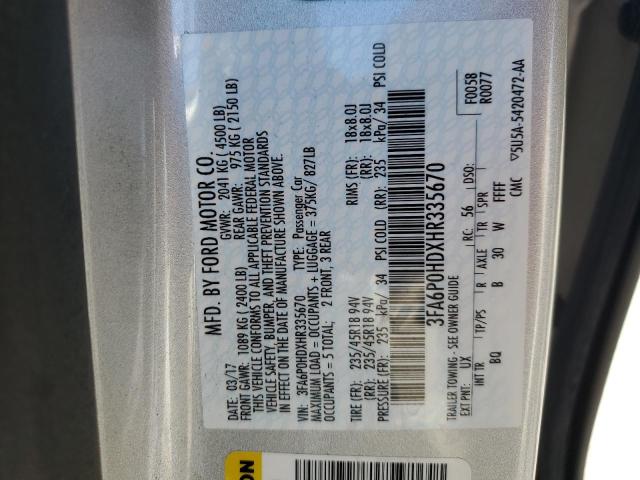 MFD. BY FORD MOTOR CO.
DATE: 03/17 GVWR: 2041 KG ( 4500 LB)
FRONT GAWR: 1089 KG ( 2400 LB) REAR GAWR: 975 KG ( 2150 LB)
THIS VEHICLE CONFORMS TO ALL APPLICABLE FEDERAL MOTOR
VEHICLE SAFETY, BUMPER, AND THEFT PREVENTION STANDARDS
IN EFFECT ON THE DATE OF MANUFACTURE SHOWN ABOVE.
VIN: 3FA6P0HDXHR335670 TYPE: Passenger Car
MAXIMUM LOAD = OCCUPANTS + LUGGAGE = 375KG/ 827LB
OCCUPANTS = 5 TOTAL; 2 FRONT, 3 REAR
TIRE (FR): 235/45R18 94V RIMS (FR): 18x8.0J
(RR): 235/45R18 94V (RR): 18x8.0J
PRESSURE (FR): 235 kPa/ 34 PSI COLD (RR): 235 kPa/ 34 PSI COLD
3FA6P0HDXHR335670
F0058
R0077
TRAILER TOWING - SEE OWNER GUIDE
EXT PNT: UX RC: 56 DSO:
INT TR TP/PS R AXLE TR SPR
BQ B 30 W FFFF
CMC ▽5U5A-5420472-AA